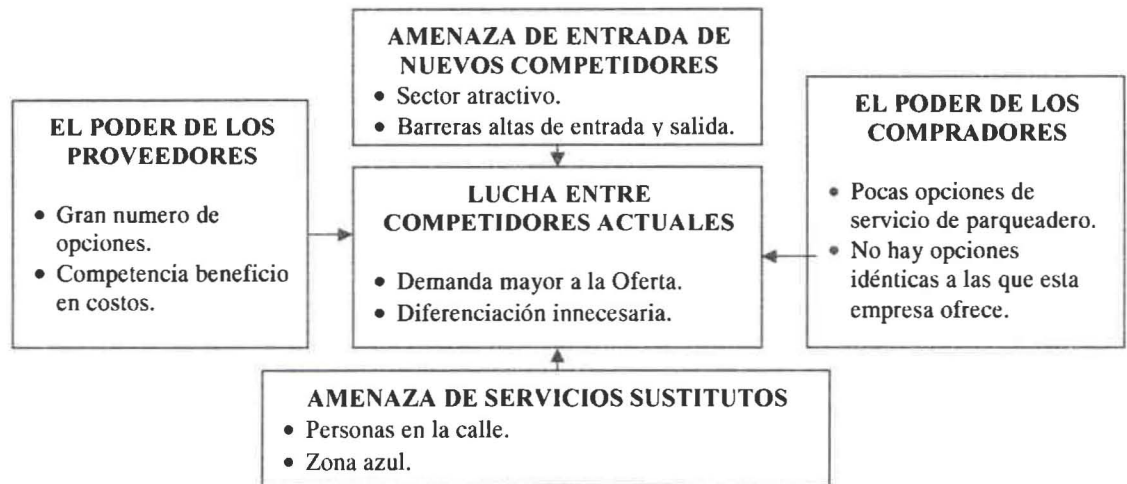 AMENAZA DE ENTRADA DE
NUEVOS COMPETIDORES
• Sector atractivo.
• Barreras altas de entrada y salida.
EL PODER DE LOS
PROVEEDORES
• Gran numero de
opciones.
• Competencia beneficio
en costos.
LUCHA ENTRE
COMPETIDORES ACTUALES
• Demanda mayor a la Oferta.
• Diferenciación innecesaria.
EL PODER DE LOS
COMPRADORES
• Pocas opciones de
servicio de parqueadero.
• No hay opciones
idénticas a las que esta
empresa ofrece.
AMENAZA DE SERVICIOS SUSTITUTOS
• Personas en la calle.
• Zona azul.